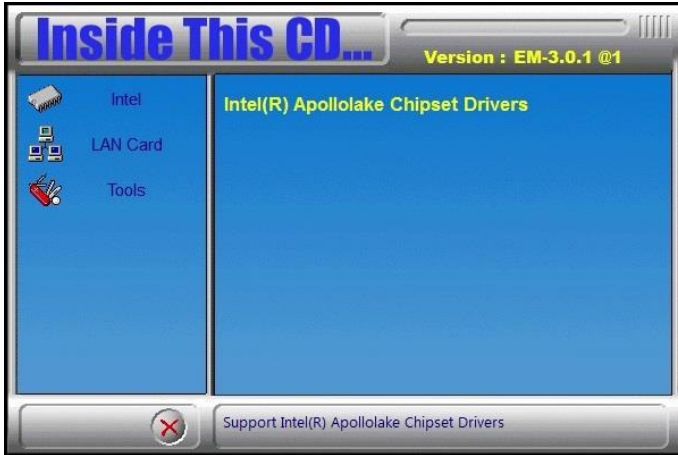 Inside This CD...
Version : EM-3.0.1 @1
Intel
LAN Card
Tools
Intel(R) Apollolake Chipset Drivers
Support Intel(R) Apollolake Chipset Drivers